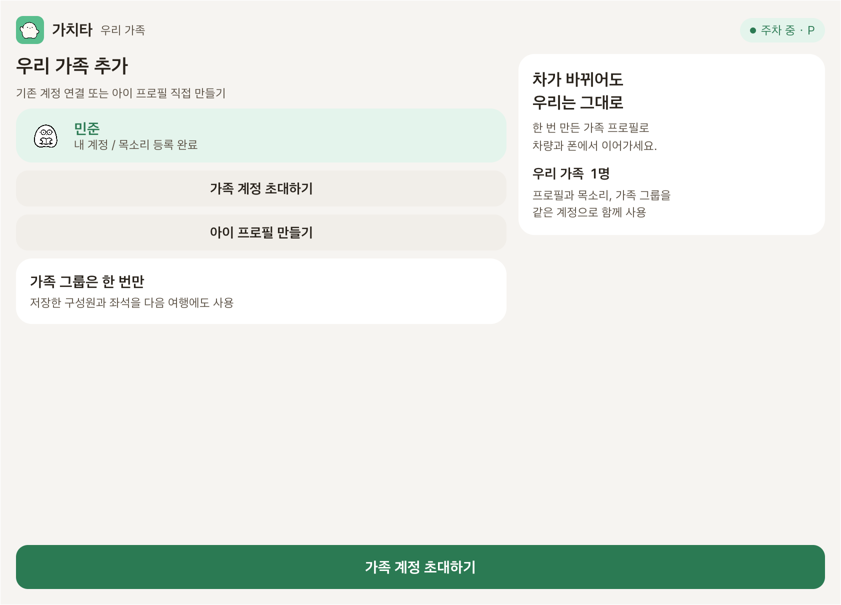 가치타 우리 가족
주차 중 · P
우리 가족 추가
기존 계정 연결 또는 아이 프로필 직접 만들기
민준
내 계정 / 목소리 등록 완료
가족 계정 초대하기
아이 프로필 만들기
가족 그룹은 한 번만
저장한 구성원과 좌석을 다음 여행에도 사용
차가 바뀌어도
우리는 그대로
한 번 만든 가족 프로필로
차량과 폰에서 이어가세요.
우리 가족 1명
프로필과 목소리, 가족 그룹을
같은 계정으로 함께 사용
가족 계정 초대하기